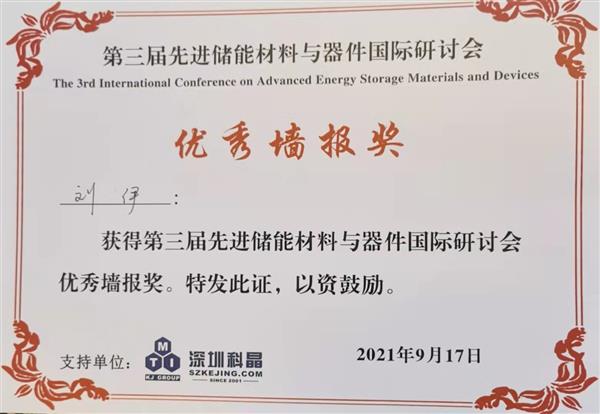 第三届先进储能材料与器件国际研讨会
The 3rd International Conference on Advanced Energy Storage Materials and Devices
优秀墙报奖
刘伊：
获得第三届先进储能材料与器件国际研讨会
优秀墙报奖。特发此证，以资鼓励。
支持单位：
MTI
KJ GROUP
深圳科晶
SZKEJING.COM
SINCE 2001
2021年9月17日